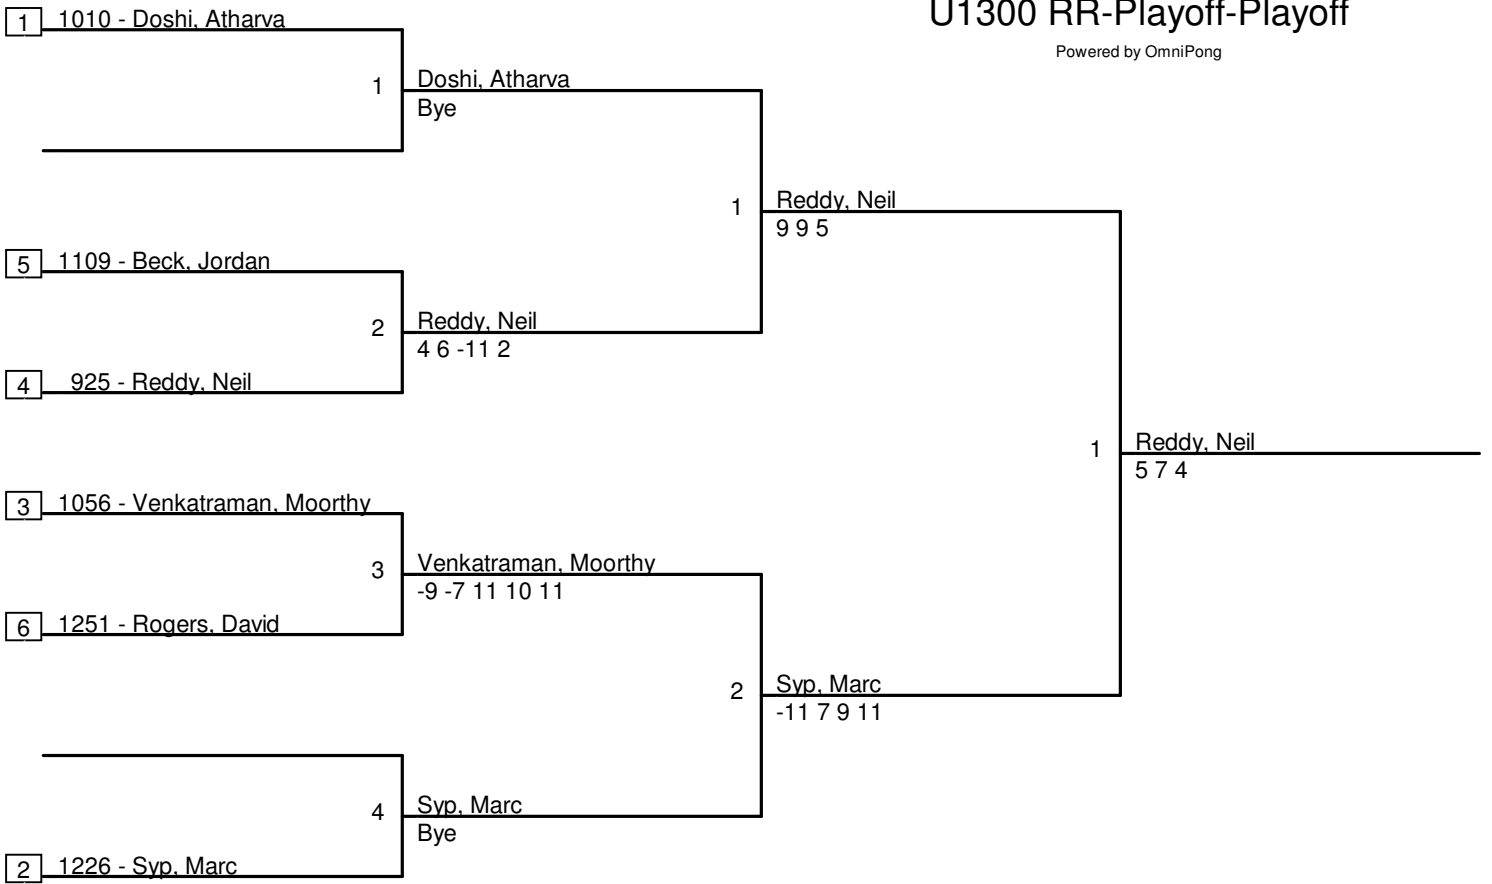 U1300 RR-Playoff-Playoff
Powered by OmniPong
1 1010 - Doshi, Atharva
1 Doshi, Atharva
Bye
1 Reddy, Neil
9 9 5
5 1109 - Beck, Jordan
2 Reddy, Neil
4 6 -11 2
4 925 - Reddy, Neil
1 Reddy, Neil
5 7 4
3 1056 - Venkatraman, Moorthy
3 Venkatraman, Moorthy
-9 -7 11 10 11
6 1251 - Rogers, David
2 Syp, Marc
-11 7 9 11
4 Syp, Marc
Bye
2 1226 - Syp, Marc